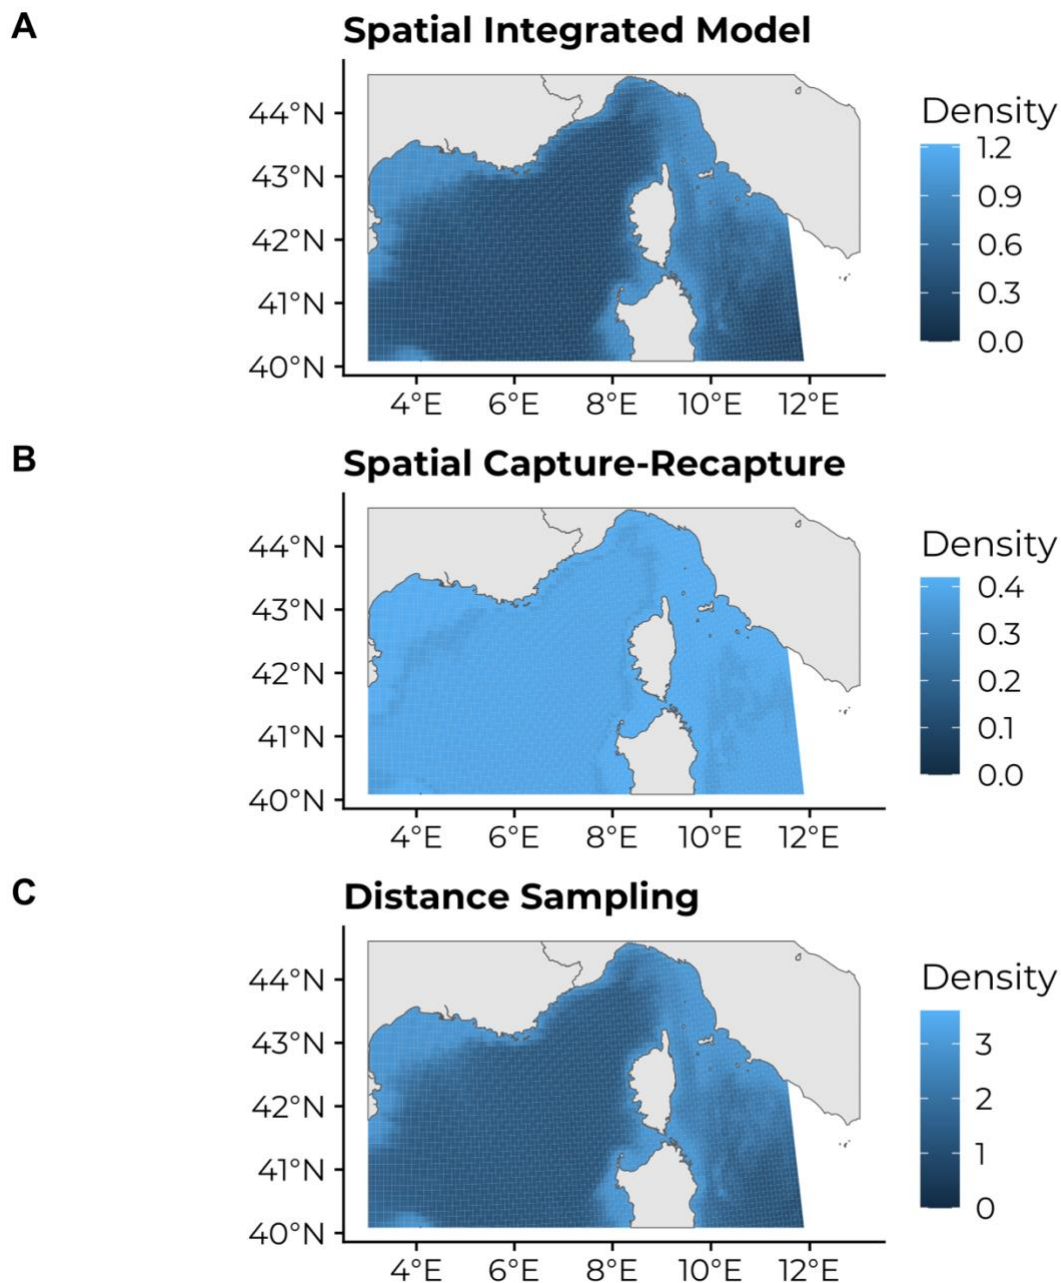 A
Spatial Integrated Model
44°N
43°N
42°N
41°N
40°N
4°E 6°E 8°E 10°E 12°E
Density
1.2
0.9
0.6
0.3
0.0
B
Spatial Capture-Recapture
44°N
43°N
42°N
41°N
40°N
4°E 6°E 8°E 10°E 12°E
Density
0.4
0.3
0.2
0.1
0.0
C
Distance Sampling
44°N
43°N
42°N
41°N
40°N
4°E 6°E 8°E 10°E 12°E
Density
3
2
1
0